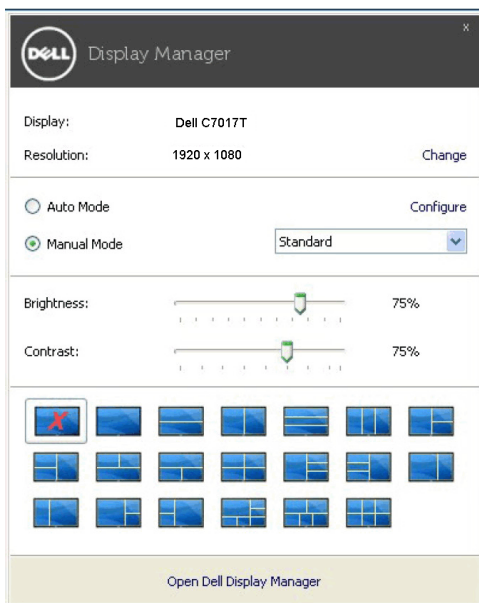 x
DELL Display Manager
Display: Dell C7017T
Resolution: 1920 x 1080 Change
Auto Mode Configure
Manual Mode Standard
Brightness: 75%
Contrast: 75%
Open Dell Display Manager